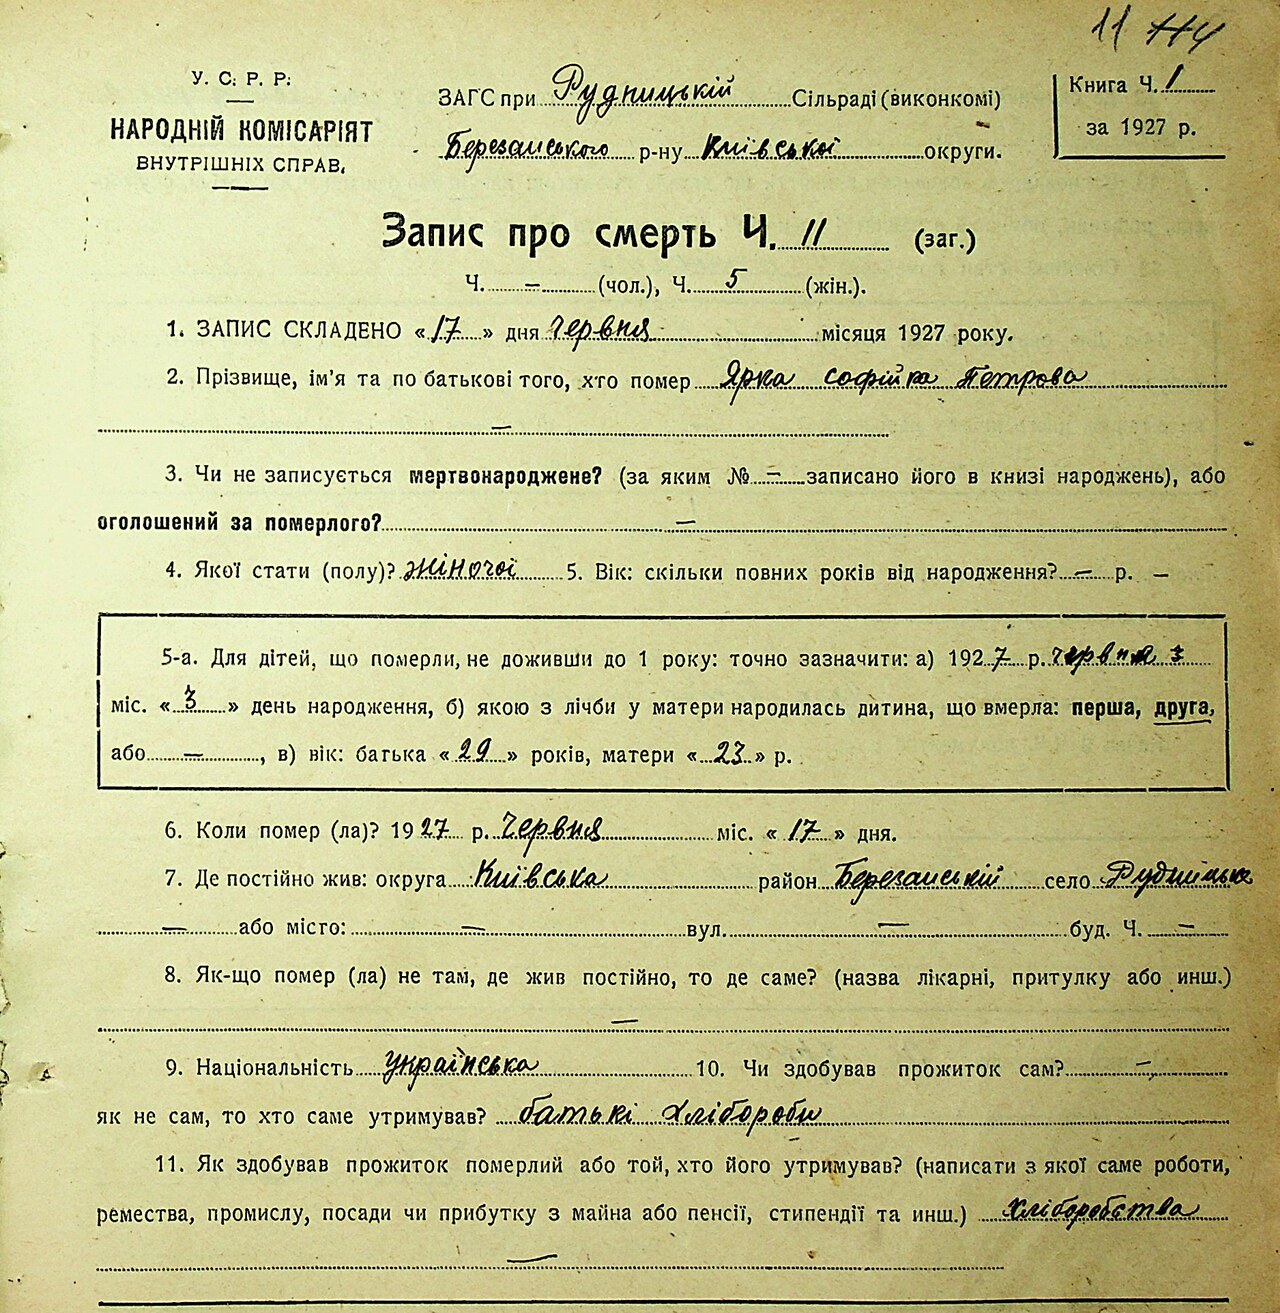 11
У. С. Р. Р.
НАРОДНІЙ КОМІСАРІЯТ
ВНУТРІШНІХ СПРАВ.
ЗАГС при Рудницькій Сільраді (виконкомі)
Березанського р-ну Київської округи.
Книга Ч. 1
за 1927 р.
Запис про смерть Ч. 11 (заг.)
Ч. — (чол.), Ч. 5 (жін.).
1. ЗАПИС СКЛАДЕНО «17» дня червня місяця 1927 року.
2. Прізвище, ім'я та по батькові того, хто помер Ярка Софійка Петрова
—
3. Чи не записується мертвонароджене? (за яким № — записано його в книзі народжень), або
оголошений за померлого? —
4. Якої стати (полу)? жіночої 5. Вік: скільки повних років від народження? — р. —
5-а. Для дітей, що померли, не доживши до 1 року: точно зазначити: а) 1927 р. червня 3
міс. «3» день народження, б) якою з лічби у матери народилась дитина, що вмерла: перша, друга,
або —, в) вік: батька «29» років, матери «23» р.
6. Коли помер (ла)? 1927 р. Червня міс. «17» дня.
7. Де постійно жив: округа Київська район Березанській село Рудницьке
— або місто: — вул. — буд. Ч. —
8. Як-що помер (ла) не там, де жив постійно, то де саме? (назва лікарні, притулку або инш.)
—
9. Національність українська 10. Чи здобував прожиток сам? —
як не сам, то хто саме утримував? батькі хлібороби
11. Як здобував прожиток померлий або той, хто його утримував? (написати з якої саме роботи,
ремества, промислу, посади чи прибутку з майна або пенсії, стипендії та инш.) хліборобства
—